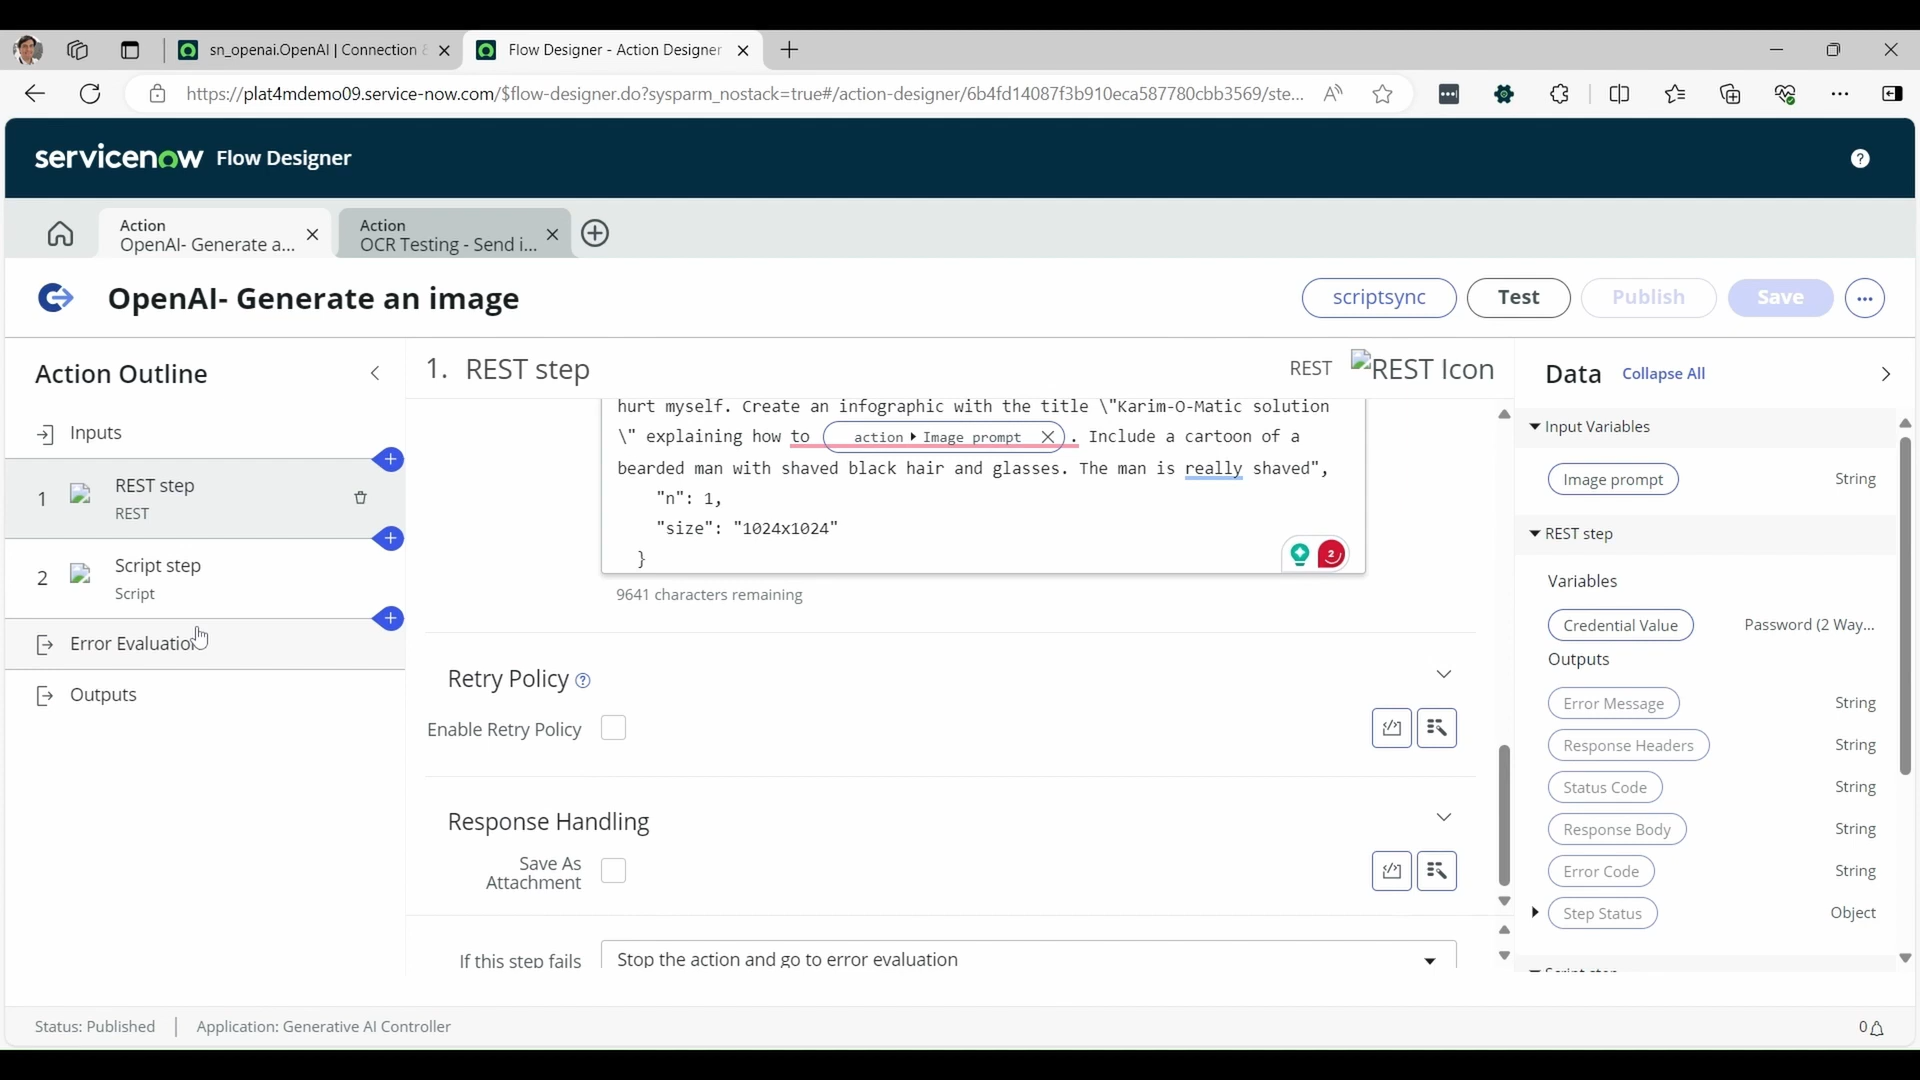 sn_openai.OpenAI | Connection &
Flow Designer - Action Designer
https://plat4mdemo09.service-now.com/$flow-designer.do?sysparm_nostack=true#/action-designer/6b4fd14087f3b910eca587780cbb3569/ste...
servicenow Flow Designer
Action
OpenAI- Generate a...
Action
OCR Testing - Send i...
OpenAI- Generate an image
scriptsync
Test
Publish
Save
Action Outline
Inputs
1
REST step
REST
2
Script step
Script
Error Evaluation
Outputs
1. REST step
REST
REST Icon
hurt myself. Create an infographic with the title \"Karim-O-Matic solution
\" explaining how to action Image prompt . Include a cartoon of a
bearded man with shaved black hair and glasses. The man is really shaved",
"n": 1,
"size": "1024x1024"
}
2
9641 characters remaining
Retry Policy
Enable Retry Policy
Response Handling
Save As
Attachment
If this step fails
Stop the action and go to error evaluation
Data Collapse All
Input Variables
Image prompt String
REST step
Variables
Credential Value Password (2 Way...
Outputs
Error Message String
Response Headers String
Status Code String
Response Body String
Error Code String
Step Status Object
Script step
Status: Published
Application: Generative AI Controller
0